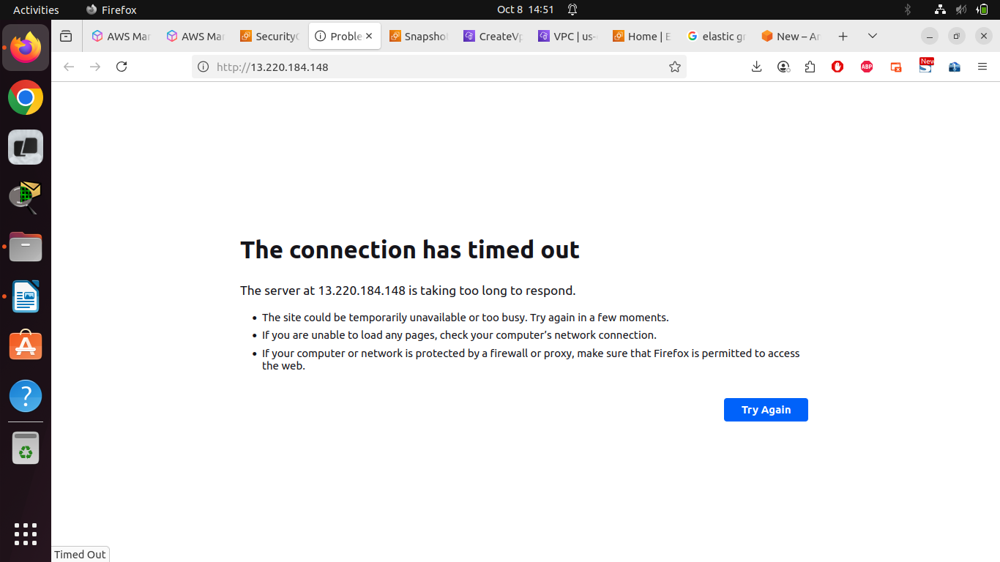 Activities
Firefox
Oct 8 14:51
AWS Mar
AWS Mar
SecurityG
Proble
Snapshot
CreateVp
VPC | us-
Home | E
elastic gr
New – Am
http://13.220.184.148
ABP
New
The connection has timed out
The server at 13.220.184.148 is taking too long to respond.
The site could be temporarily unavailable or too busy. Try again in a few moments.
If you are unable to load any pages, check your computer’s network connection.
If your computer or network is protected by a firewall or proxy, make sure that Firefox is permitted to access
the web.
Try Again
Timed Out